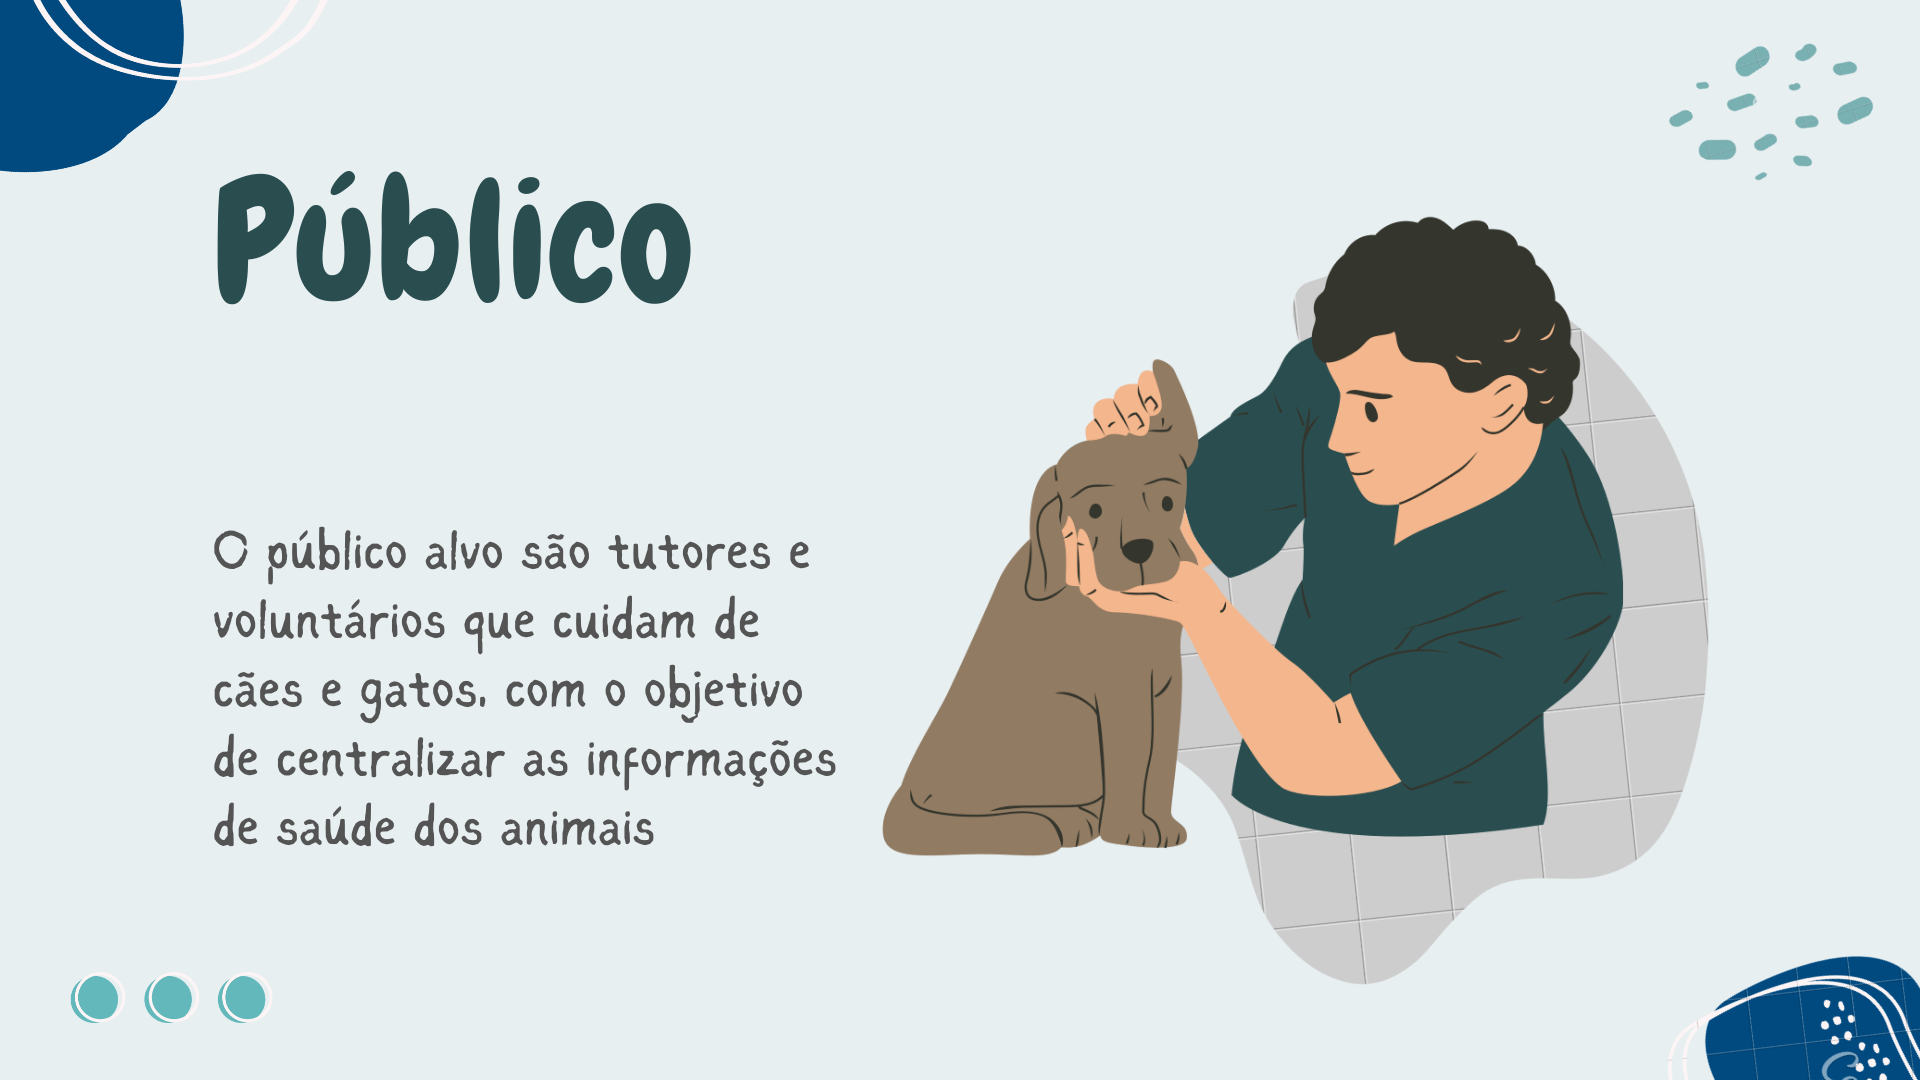 Público
O público alvo são tutores e
voluntários que cuidam de
cães e gatos, com o objetivo
de centralizar as informações
de saúde dos animais